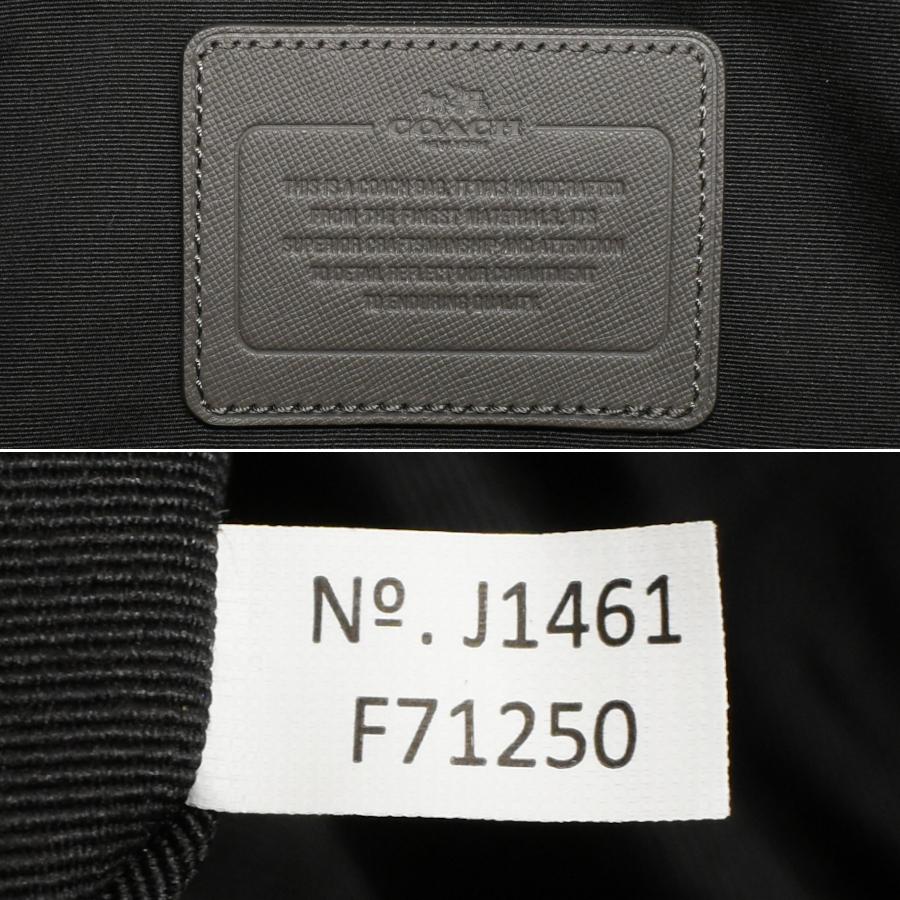 COACH
THIS IS A COACH BAG. IT WAS HANDCRAFTED
FROM THE FINEST MATERIALS. ITS
SUPERIOR CRAFTSMANSHIP AND ATTENTION
TO DETAIL REFLECT OUR COMMITMENT
TO ENDURING QUALITY.
Nº. J1461
F71250